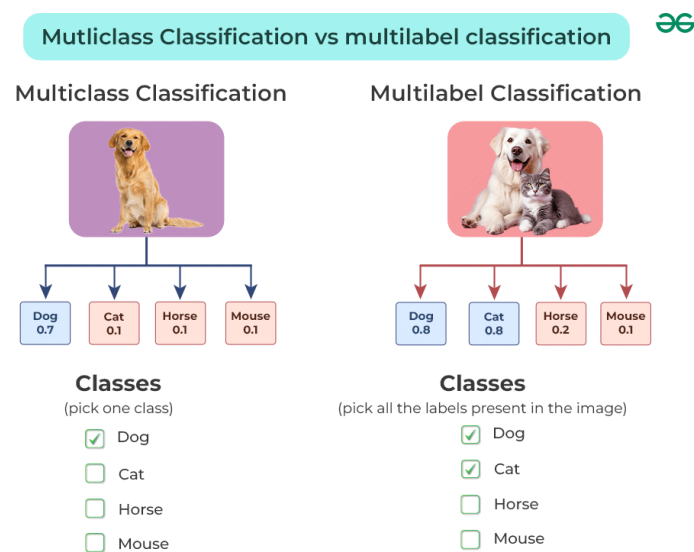 Mutliclass Classification vs multilabel classification
Multiclass Classification
Dog
0.7
Cat
0.1
Horse
0.1
Mouse
0.1
Classes
(pick one class)
Dog
Cat
Horse
Mouse
Multilabel Classification
Dog
0.8
Cat
0.8
Horse
0.2
Mouse
0.1
Classes
(pick all the labels present in the image)
Dog
Cat
Horse
Mouse